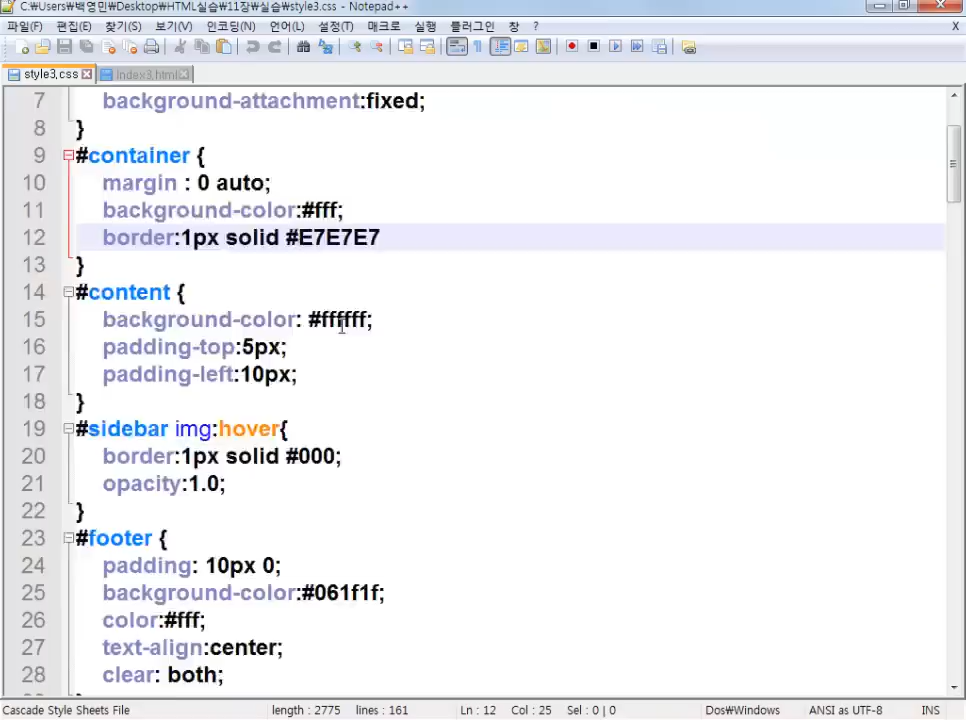 C:₩Users₩백영민₩Desktop₩HTML실습₩11장₩실습₩style3.css - Notepad++
파일(F) 편집(E) 찾기(S) 보기(V) 인코딩(N) 언어(L) 설정(T) 매크로 실행 플러그인 창 ? X
style3.css index3.html
7 background-attachment:fixed;
8 }
9 #container {
10 margin : 0 auto;
11 background-color:#fff;
12 border:1px solid #E7E7E7
13 }
14 #content {
15 background-color: #ffffff;
16 padding-top:5px;
17 padding-left:10px;
18 }
19 #sidebar img:hover{
20 border:1px solid #000;
21 opacity:1.0;
22 }
23 #footer {
24 padding: 10px 0;
25 background-color:#061f1f;
26 color:#fff;
27 text-align:center;
28 clear: both;
Cascade Style Sheets File length : 2775 lines : 161 Ln : 12 Col : 25 Sel : 0 | 0 Dos₩Windows ANSI as UTF-8 INS